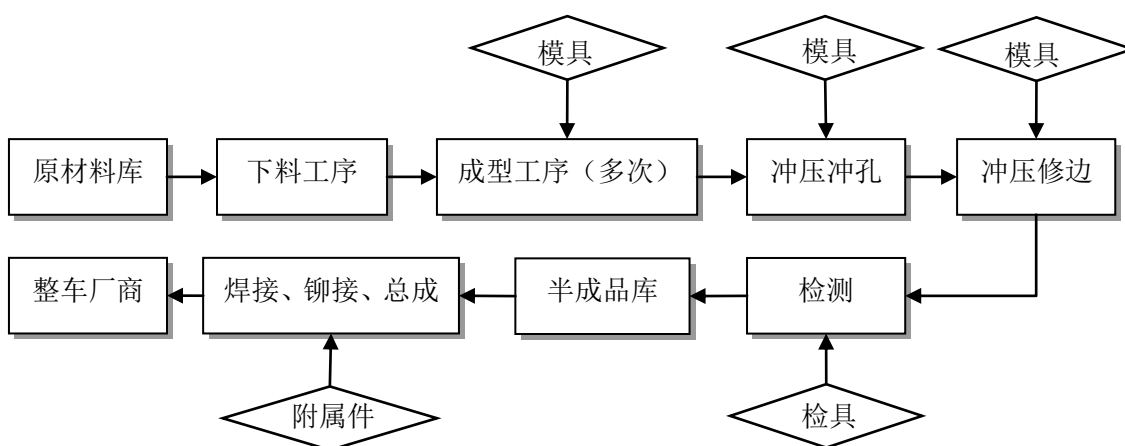 模具
模具
模具
原材料库
下料工序
成型工序（多次）
冲压冲孔
冲压修边
整车厂商
焊接、铆接、总成
半成品库
检测
附属件
检具